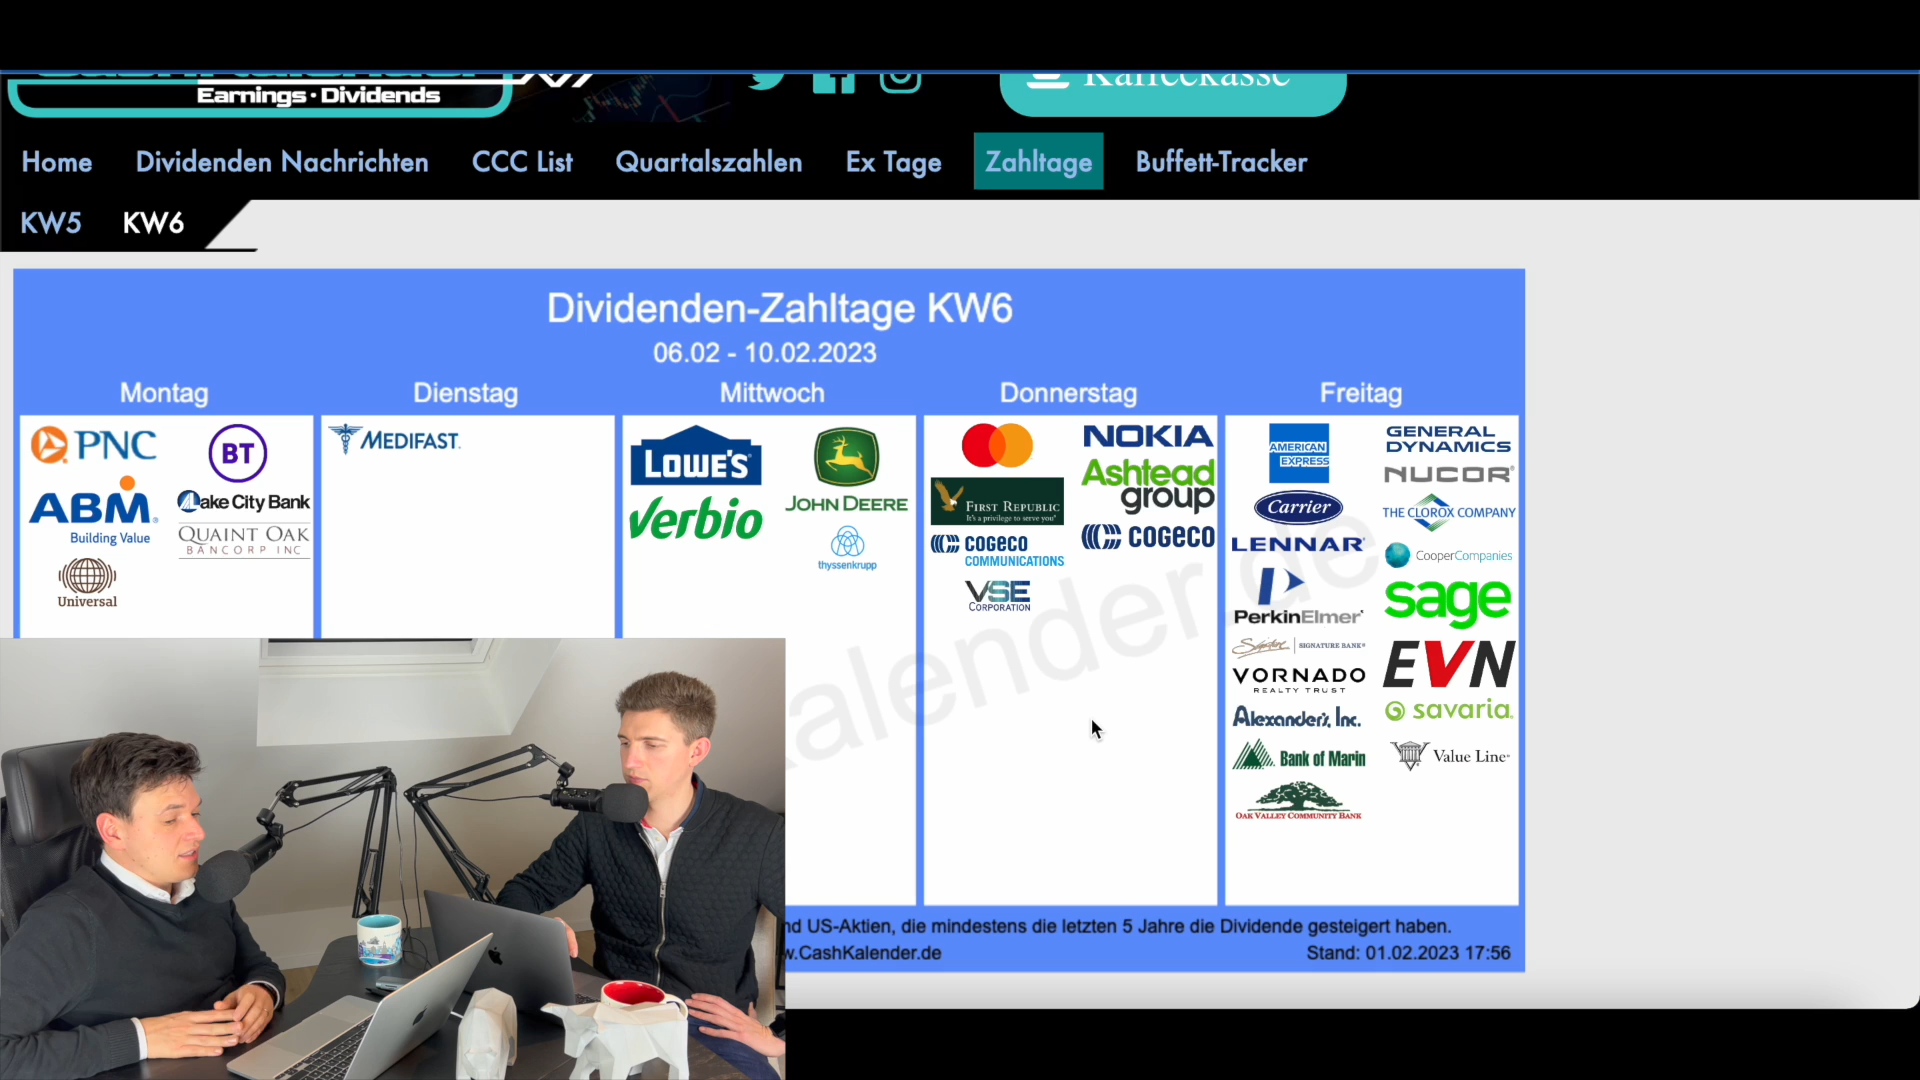 Earnings · Dividends
Kaffeekasse
Home
Dividenden Nachrichten
CCC List
Quartalszahlen
Ex Tage
Zahltage
Buffett-Tracker
KW5
KW6
Dividenden-Zahltage KW6
06.02 - 10.02.2023
Montag
PNC
BT
ABM
Building Value
Lake City Bank
QUAINT OAK
BANCORP INC
Universal
Dienstag
MEDIFAST
Mittwoch
LOWE'S
JOHN DEERE
Verbio
thyssenkrupp
Donnerstag
NOKIA
FIRST REPUBLIC
It's a privilege to serve you®
Ashtead
group
COGECO
COMMUNICATIONS
COGECO
VSE
CORPORATION
Freitag
AMERICAN
EXPRESS
GENERAL
DYNAMICS
NUCOR®
Carrier
THE CLOROX COMPANY
LENNAR
CooperCompanies
PerkinElmer
sage
Signature
SIGNATURE BANK®
EVN
VORNADO
REALTY TRUST
savaria
Alexander's, Inc.
Bank of Marin
Value Line
OAK VALLEY COMMUNITY BANK
kalender.de
nd US-Aktien, die mindestens die letzten 5 Jahre die Dividende gesteigert haben.
w.CashKalender.de
Stand: 01.02.2023 17:56